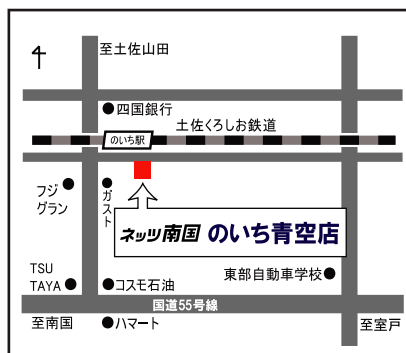 至土佐山田
四国銀行
土佐くろしお鉄道
のいち駅
フジ
グラン
ガスト
ネッツ南国 のいち青空店
TSU
TAYA
コスモ石油
東部自動車学校
国道55号線
至南国
ハマート
至室戸